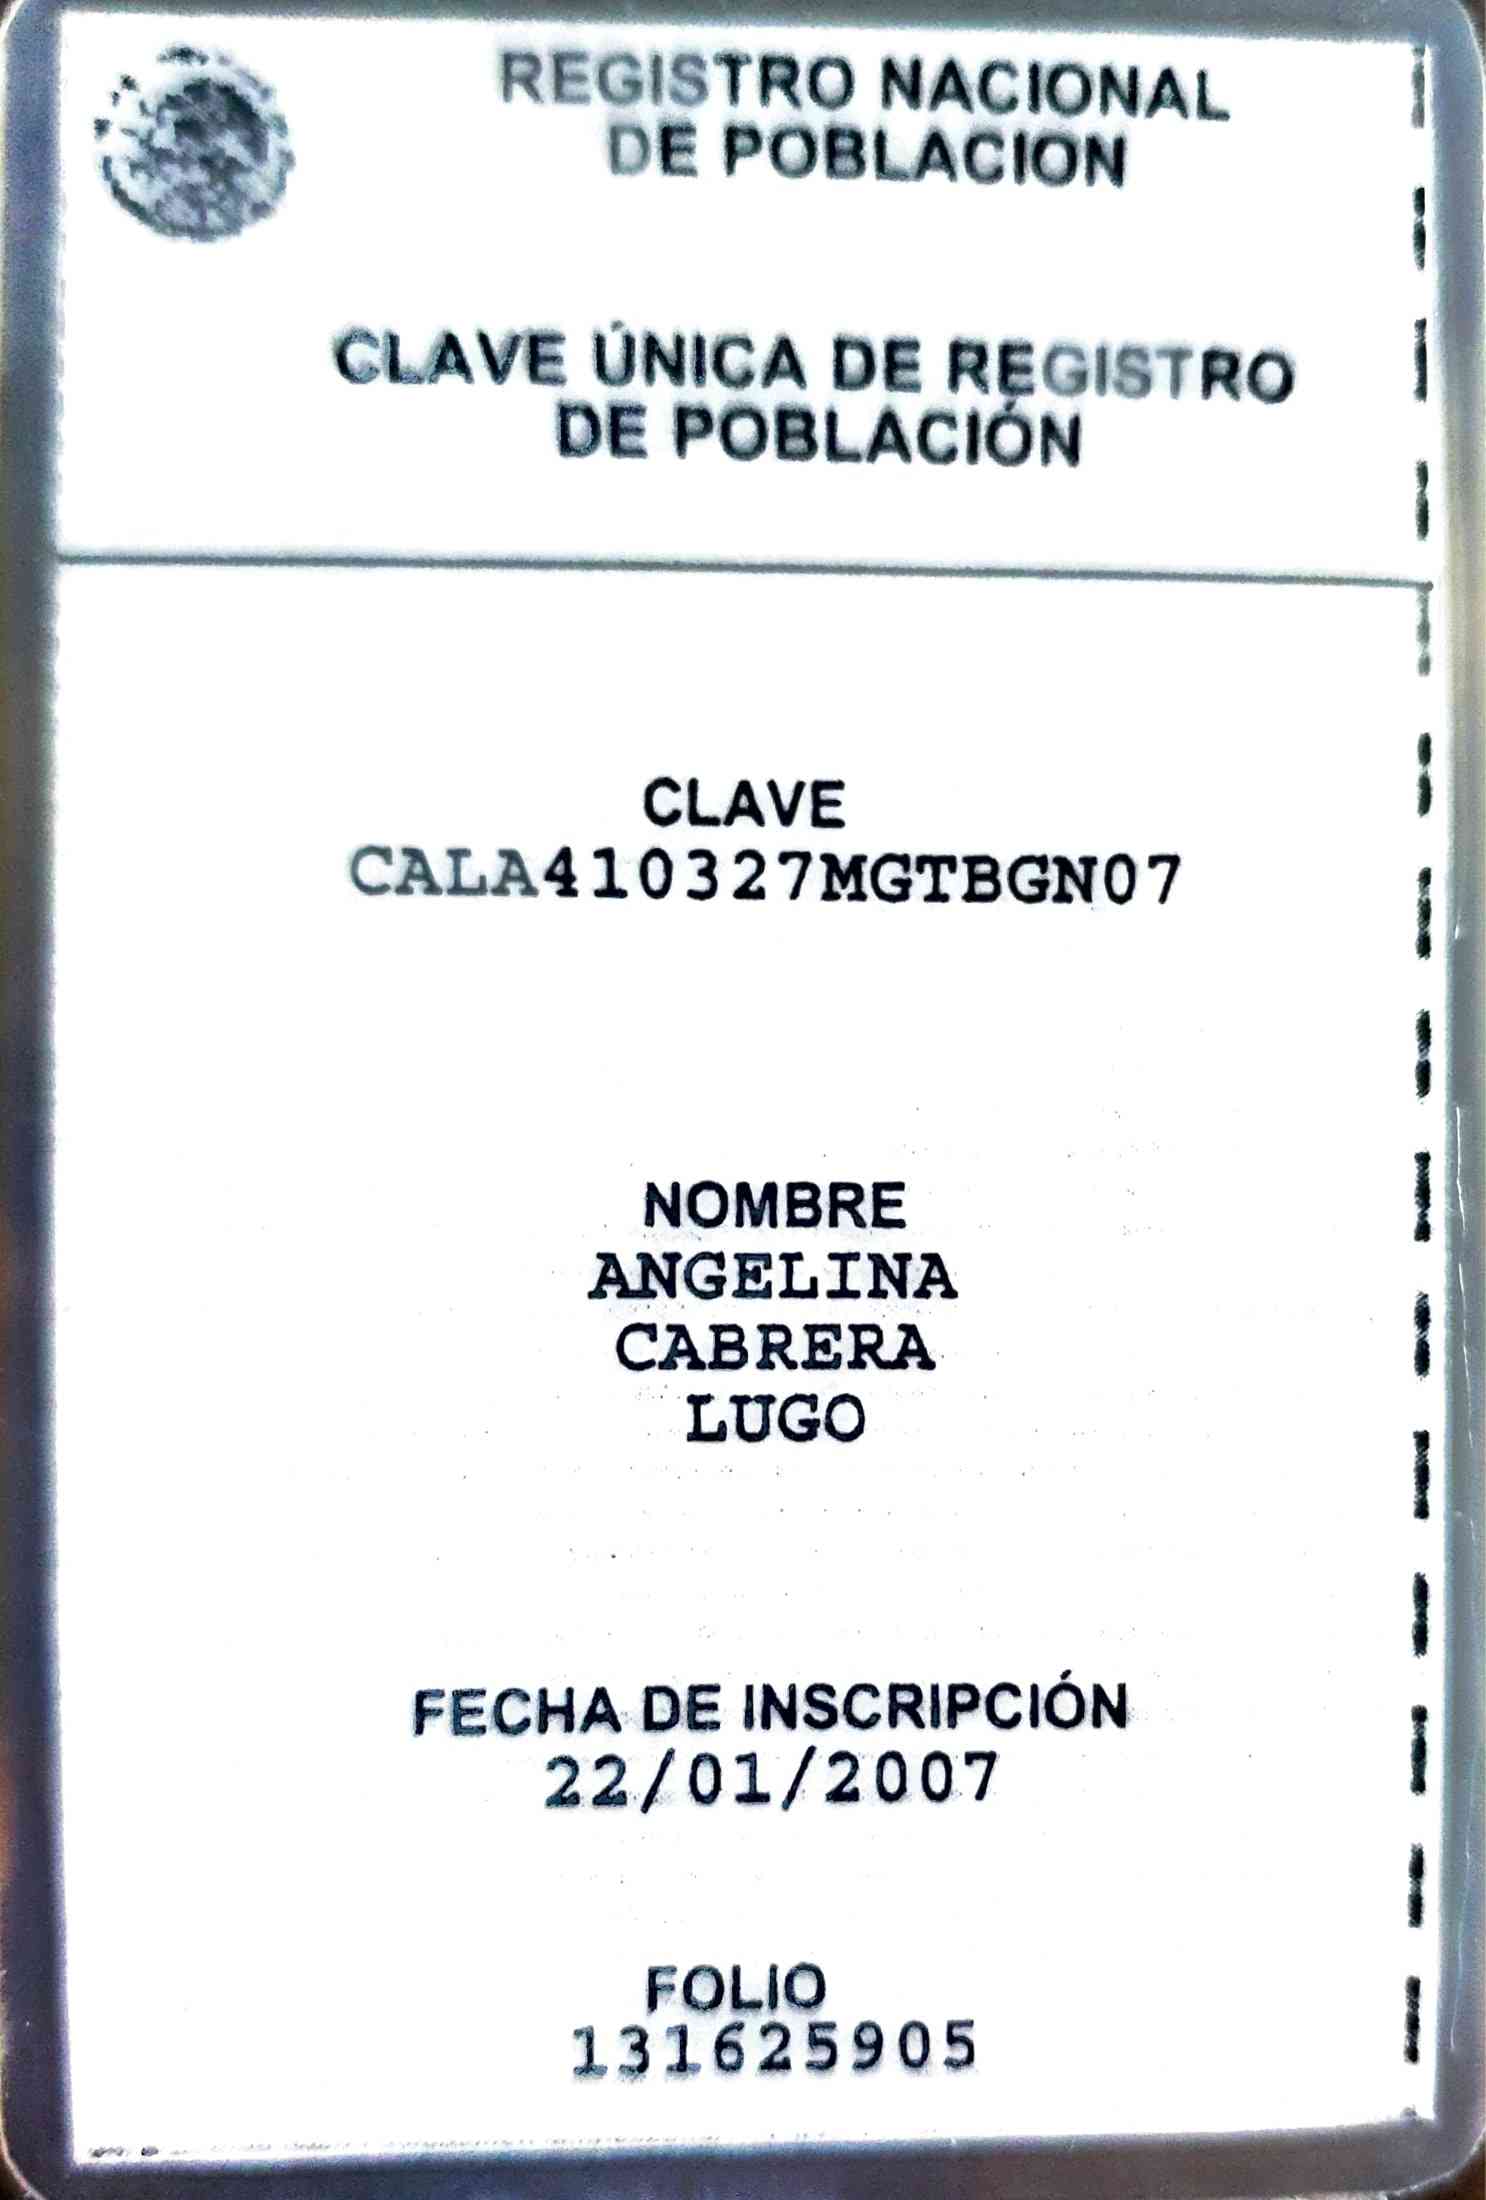 REGISTRO NACIONAL
DE POBLACION
CLAVE ÚNICA DE REGISTRO
DE POBLACIÓN
CLAVE
CALA410327MGTBGN07
NOMBRE
ANGELINA
CABRERA
LUGO
FECHA DE INSCRIPCIÓN
22/01/2007
FOLIO
131625905